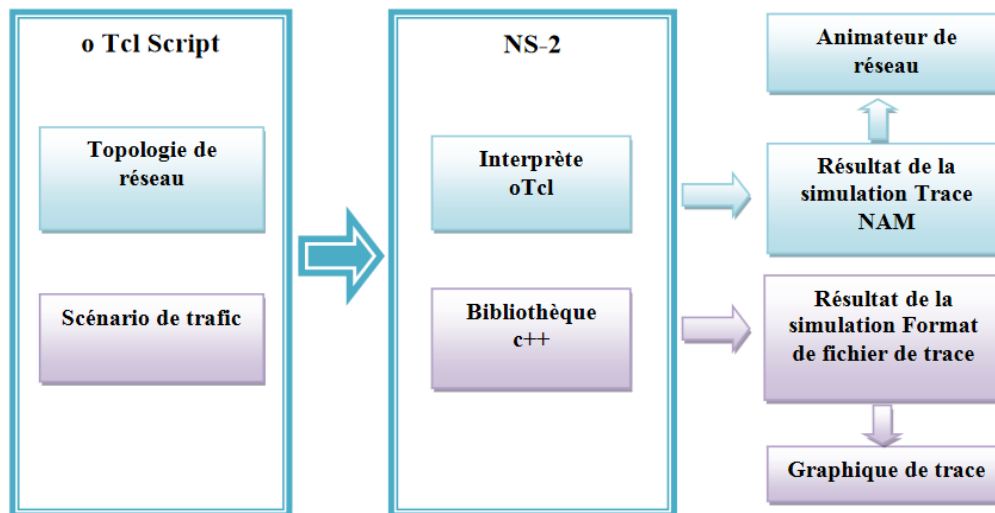 o Tcl Script
Topologie de
réseau
Scénario de trafic
NS-2
Interprète
oTcl
Bibliothèque
c++
Animateur de
réseau
Résultat de la
simulation Trace
NAM
Résultat de la
simulation Format
de fichier de trace
Graphique de trace